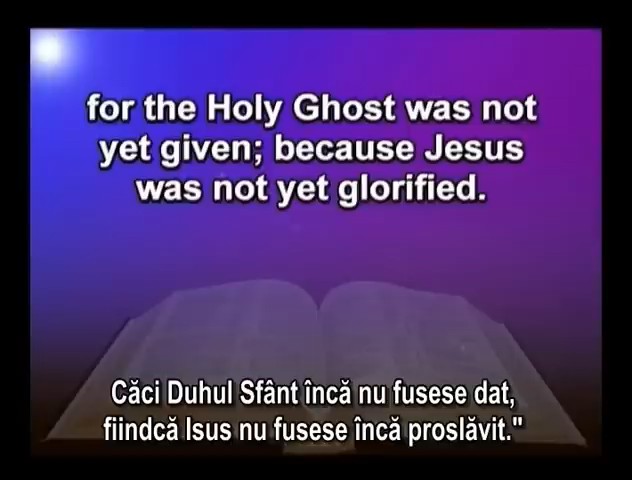 for the Holy Ghost was not
yet given; because Jesus
was not yet glorified.
Căci Duhul Sfânt încă nu fusese dat,
fiindcă Isus nu fusese încă proslăvit."